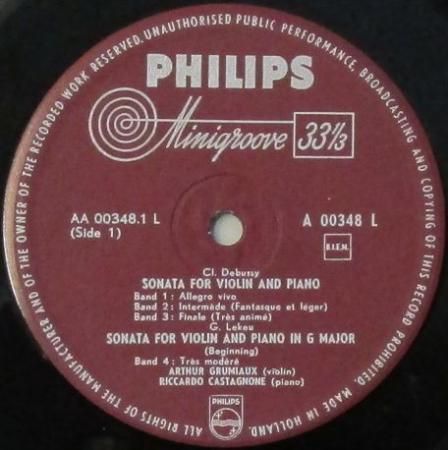 ALL RIGHTS OF THE MANUFACTURER AND OF THE OWNER OF THE RECORDED WORK RESERVED. UNAUTHORISED PUBLIC PERFORMANCE, BROADCASTING AND COPYING OF THIS RECORD PROHIBITED. MADE IN HOLLAND.
PHILIPS
Minigroove 33⅓
AA 00348.1 L
(Side 1)
A 00348 L
B.I.E.M.
Cl. Debussy
SONATA FOR VIOLIN AND PIANO
Band 1: Allegro vivo
Band 2: Intermède (Fantasque et léger)
Band 3: Finale (Très animé)
G. Lekeu
SONATA FOR VIOLIN AND PIANO IN G MAJOR
(Beginning)
Band 4: Très modéré
ARTHUR GRUMIAUX (violin)
RICCARDO CASTAGNONE (piano)
PHILIPS